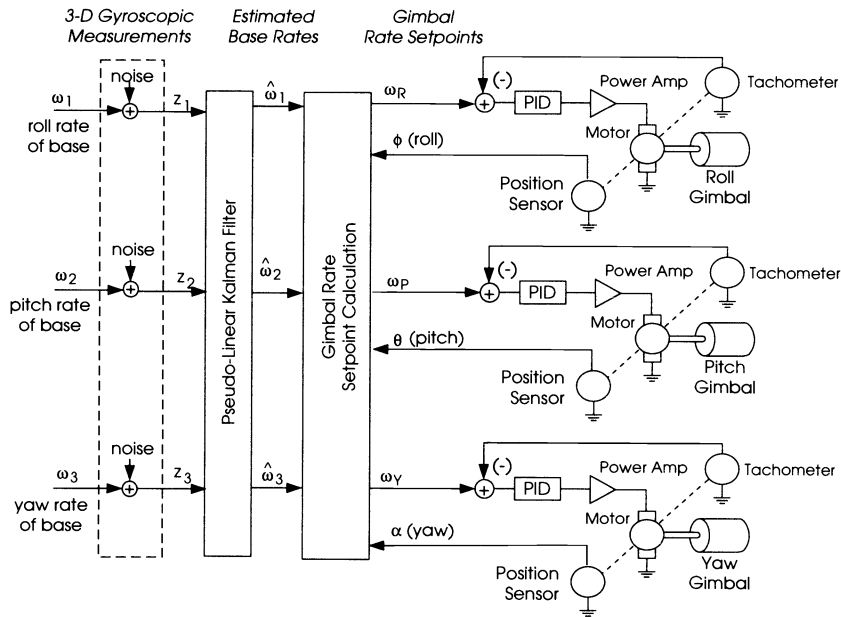 3-D Gyroscopic
Measurements
Estimated
Base Rates
Gimbal
Rate Setpoints
noise
ω1
roll rate
of base
z1
ω̂1
ωR
(-)
PID
Power Amp
Tachometer
Motor
ϕ (roll)
Position
Sensor
Roll
Gimbal
Pseudo-Linear Kalman Filter
Gimbal Rate
Setpoint Calculation
noise
ω2
pitch rate
of base
z2
ω̂2
ωP
(-)
PID
Power Amp
Tachometer
Motor
θ (pitch)
Position
Sensor
Pitch
Gimbal
noise
ω3
yaw rate
of base
z3
ω̂3
ωY
(-)
PID
Power Amp
Tachometer
Motor
α (yaw)
Position
Sensor
Yaw
Gimbal